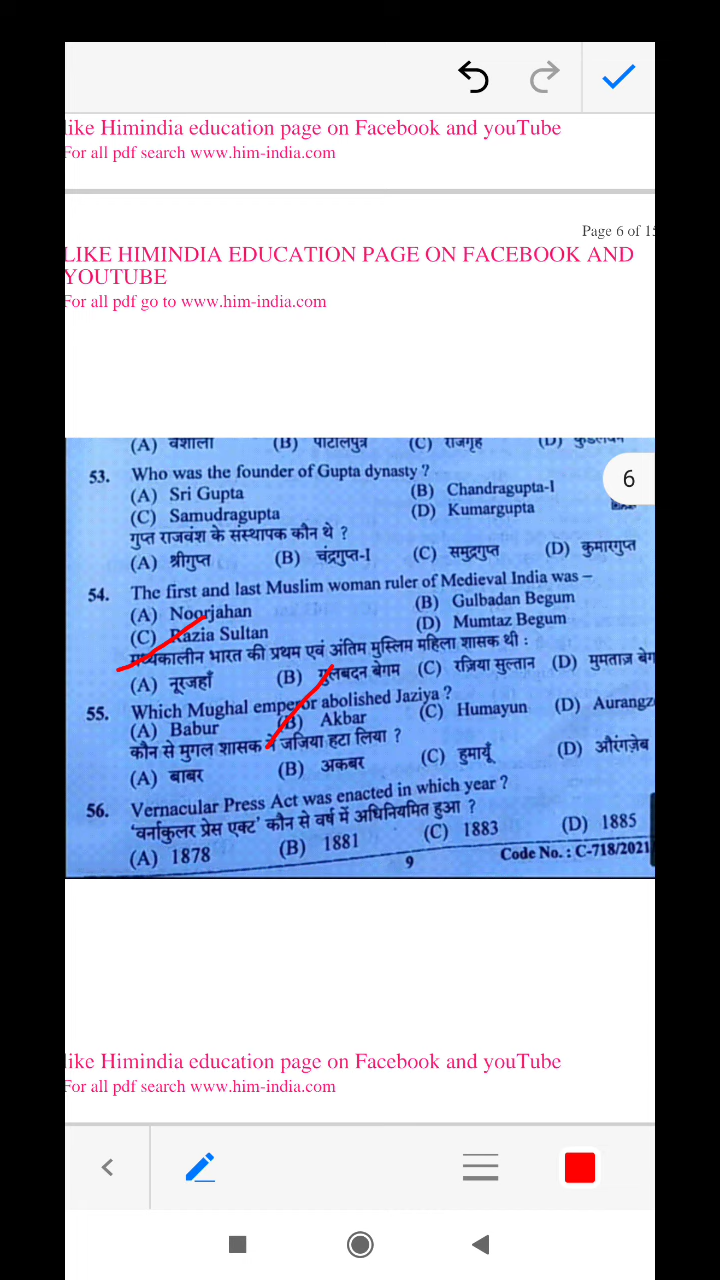 like Himindia education page on Facebook and youTube
For all pdf search www.him-india.com
Page 6 of 15
LIKE HIMINDIA EDUCATION PAGE ON FACEBOOK AND
YOUTUBE
For all pdf go to www.him-india.com
(A) वैशाली (B) पाटलिपुत्र (C) राजगृह (D)
6
53. Who was the founder of Gupta dynasty ?
(A) Sri Gupta (B) Chandragupta-I
(C) Samudragupta (D) Kumargupta
गुप्त राजवंश के संस्थापक कौन थे ?
(A) श्रीगुप्त (B) चंद्रगुप्त-I (C) समुद्रगुप्त (D) कुमारगुप्त
54. The first and last Muslim woman ruler of Medieval India was –
(A) Noorjahan (B) Gulbadan Begum
(C) Razia Sultan (D) Mumtaz Begum
मध्यकालीन भारत की प्रथम एवं अंतिम मुस्लिम महिला शासक थी :
(A) नूरजहाँ (B) गुलबदन बेगम (C) रज़िया सुल्तान (D) मुमताज़ बेग
55. Which Mughal emperor abolished Jaziya ?
(A) Babur (B) Akbar (C) Humayun (D) Aurangz
कौन से मुगल शासक ने जजिया हटा लिया ?
(A) बाबर (B) अकबर (C) हुमायूँ (D) औरंगज़ेब
56. Vernacular Press Act was enacted in which year ?
'वर्नाकुलर प्रेस एक्ट' कौन से वर्ष में अधिनियमित हुआ ?
(A) 1878 (B) 1881 (C) 1883 (D) 1885
9 Code No. : C-718/2021
like Himindia education page on Facebook and youTube
For all pdf search www.him-india.com